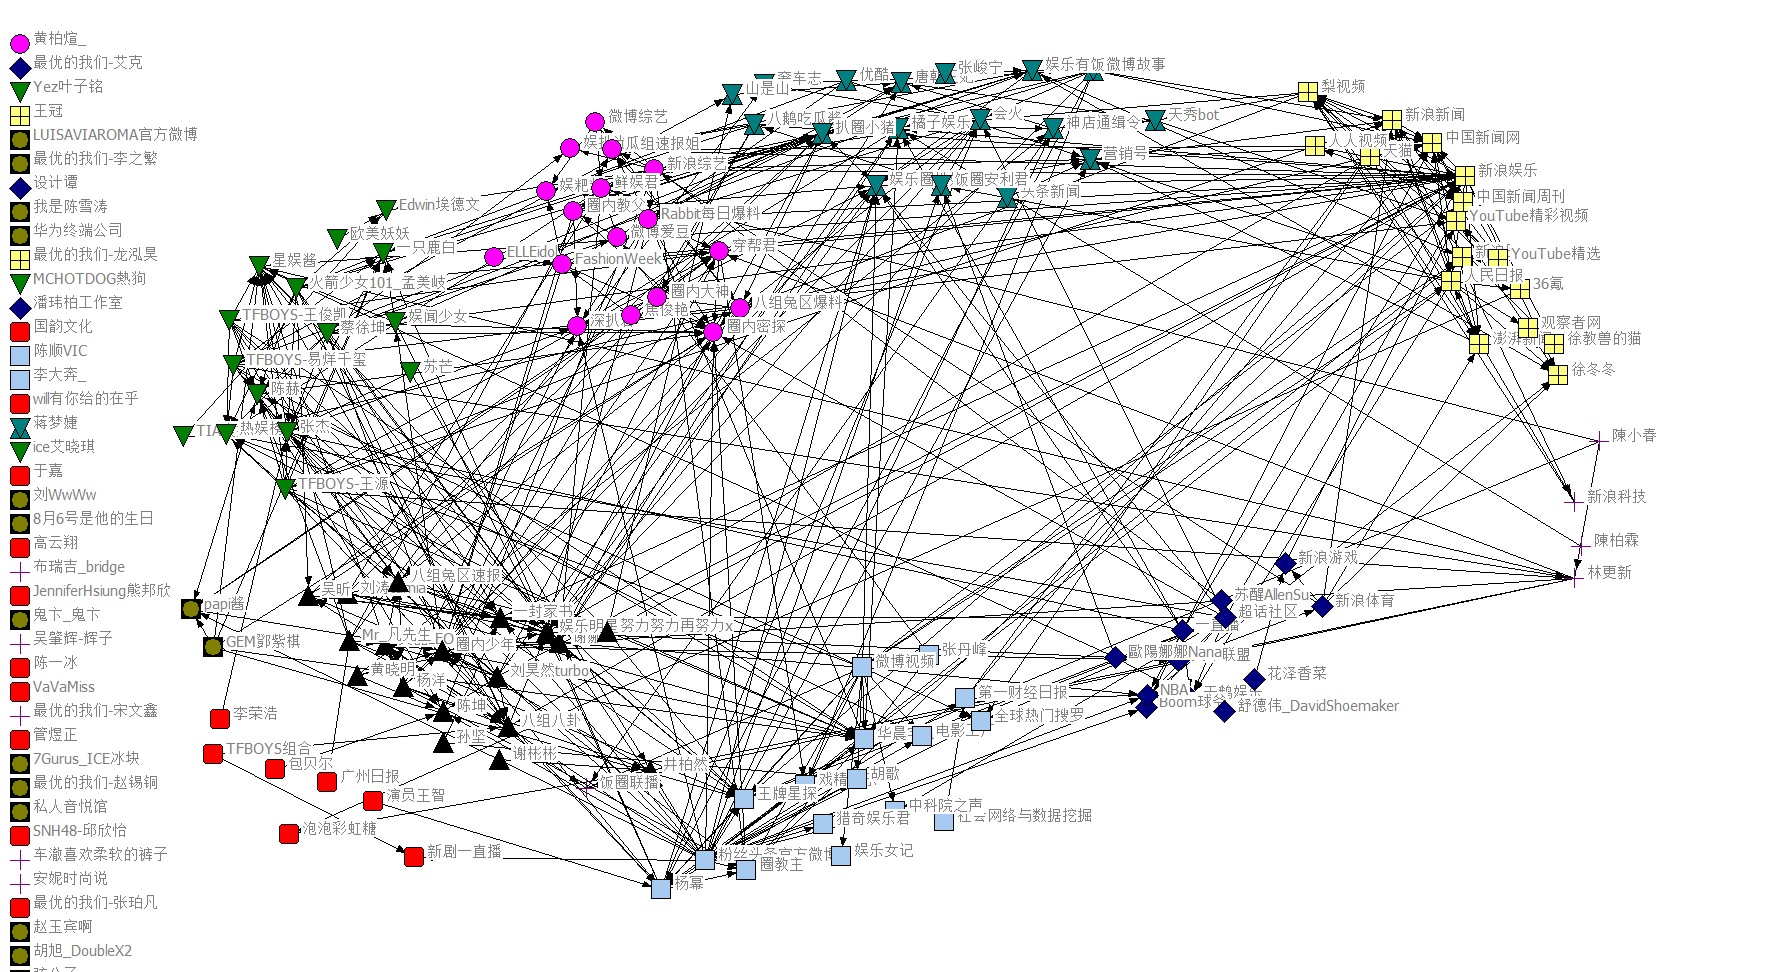 黄柏煊_
最优的我们-艾克
Yez叶子铭
王冠
LUISAVIAROMA官方微博
最优的我们-李之繁
设计谭
我是陈雪涛
华为终端公司
最优的我们-龙泓昊
MCHOTDOG熱狗
潘玮柏工作室
国韵文化
陈顺VIC
李大奔_
will有你给的在乎
蒋梦婕
ice艾晓琪
于嘉
刘WwWw
8月6号是他的生日
高云翔
布瑞吉_bridge
JenniferHsiung熊邦欣
鬼卞_鬼卞
吴肇辉-辉子
陈一冰
VaVaMiss
最优的我们-宋文鑫
管煜正
7Gurus_ICE冰块
最优的我们-赵锡铜
私人音悦馆
SNH48-邱欣怡
车澈喜欢柔软的裤子
安妮时尚说
最优的我们-张珀凡
赵玉宾啊
胡旭_DoubleX2
微博综艺
瓜组速报姐
新浪综艺
鲜娱君
圈内教父
Rabbit每日爆料
微博爱豆
穿帮君
ELLEido
FashionWeek
圈内大神
八组兔区爆料
圈内密探
Edwin埃德文
欧美妖妖
一只鹿白
星娱酱
火箭少女101_孟美岐
TFBOYS-王俊凯
蔡徐坤
娱闻少女
TFBOYS-易烊千玺
苏芒
陈赫
张杰
TFBOYS-王源
山是山
优酷
张峻宁
娱乐有饭
微博故事
八鹅吃瓜酱
扒圈小猪
橘子娱乐
会火
神店通缉令
天秀bot
营销号
娱乐圈
饭圈安利君
头条新闻
梨视频
新浪新闻
中国新闻网
人人视频
天猫
新浪娱乐
中国新闻周刊
YouTube精彩视频
YouTube精选
人民日报
36氪
观察者网
澎湃新闻
徐教兽的猫
徐冬冬
陳小春
新浪科技
陳柏霖
林更新
新浪游戏
苏醒AllenSu
新浪体育
超话社区
一直播
歐陽娜娜Nana
联盟
花泽香菜
NBA
Boom球爷
舒德伟_DavidShoemaker
papi酱
GEM鄧紫棋
吴昕
刘涛
八组兔区速报
一封家书
娱乐明
努力努力再努力x
Mr_凡先生
圈内少年
黄晓明
杨洋
刘昊然turbo
陈坤
八组八卦
孙坚
谢彬彬
井柏然
饭圈联播
李荣浩
TFBOYS组合
包贝尔
广州日报
演员王智
泡泡彩虹糖
新剧一直播
张丹峰
微博视频
第一财经日报
全球热门搜罗
华晨
电影工厂
胡歌
戏精
王牌星探
中科院之声
社会网络与数据挖掘
猎奇娱乐君
娱乐女记
粉丝头条官方微博
圈教主
杨幂